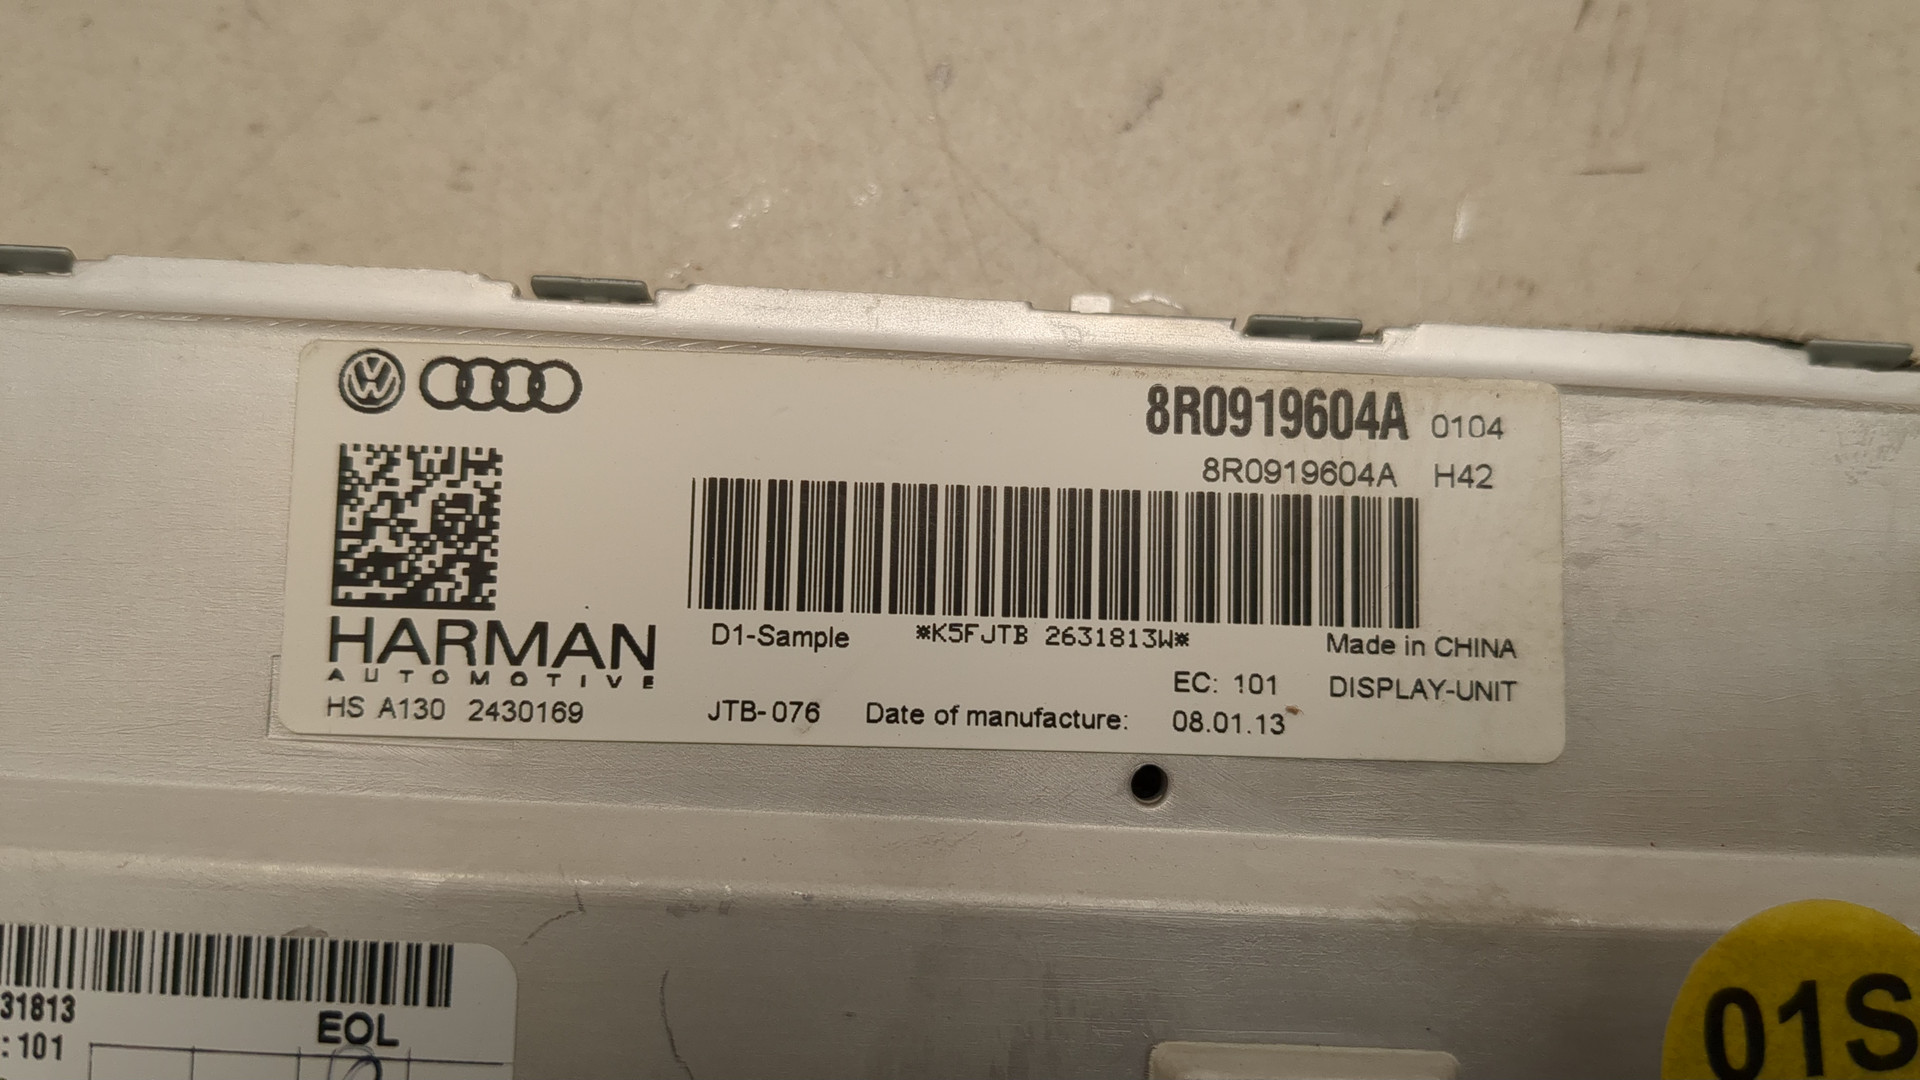 8R0919604A 0104
8R0919604A H42
HARMAN
AUTOMOTIVE
HS A130 2430169
D1-Sample *K5FJTB 2631813W* Made in CHINA
EC: 101 DISPLAY-UNIT
JTB-076 Date of manufacture: 08.01.13
31813
EOL
:101
01S